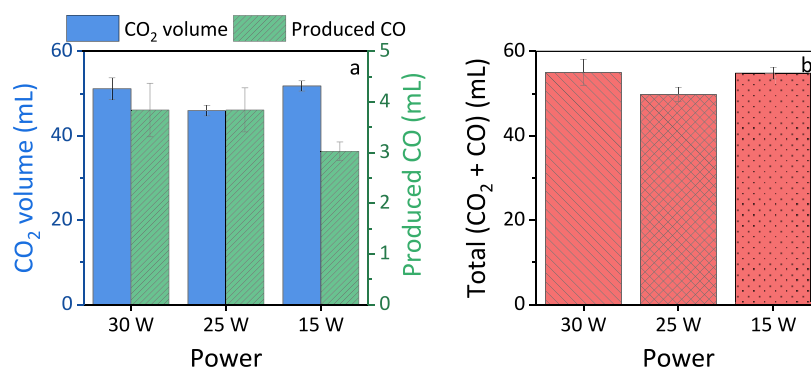 CO₂ volume Produced CO
a
CO₂ volume (mL)
60
40
20
0
5
4
3
2
1
0
Produced CO (mL)
30 W 25 W 15 W
Power
b
Total (CO₂ + CO) (mL)
60
40
20
0
30 W 25 W 15 W
Power